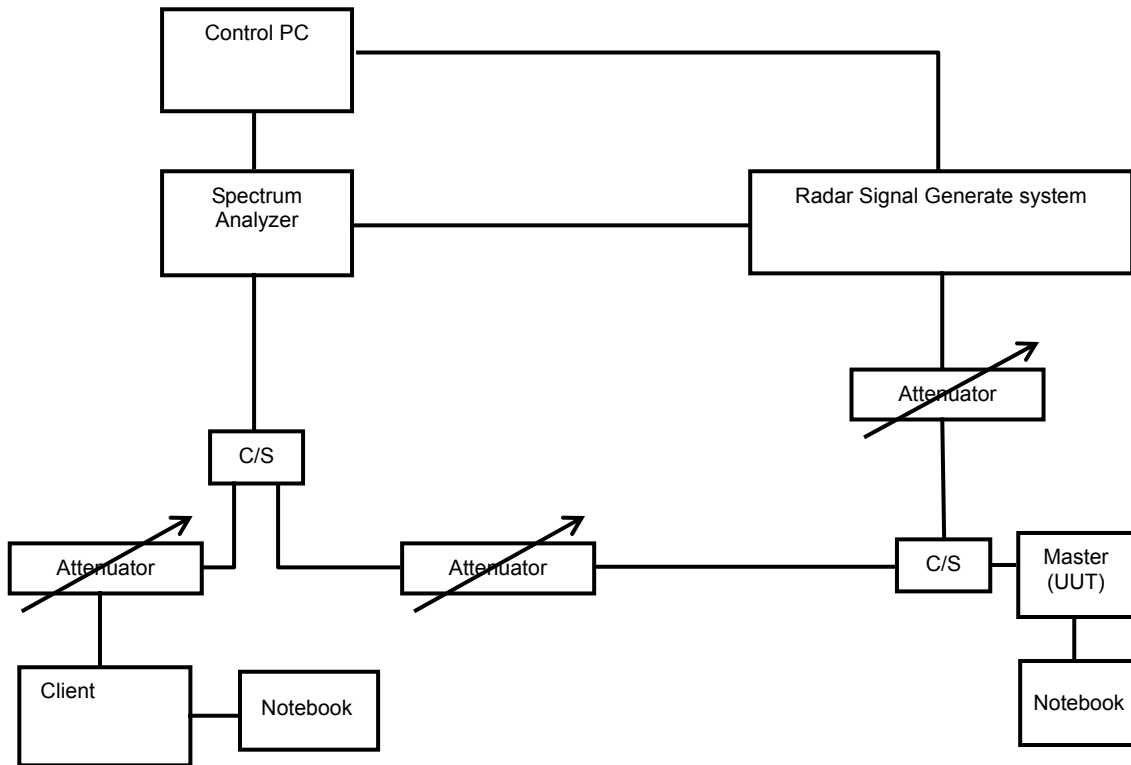 Control PC
Spectrum
Analyzer
Radar Signal Generate system
Attenuator
C/S
Attenuator
Attenuator
C/S
Master
(UUT)
Client
Notebook
Notebook